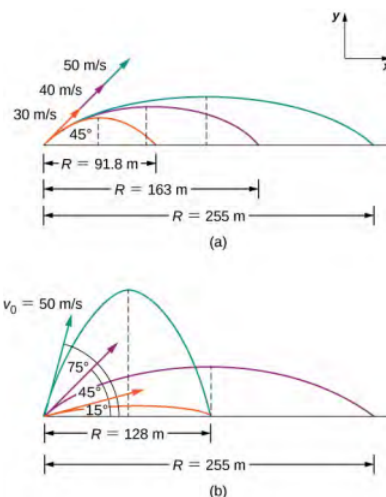 y
x
50 m/s
40 m/s
30 m/s
45°
R = 91.8 m
R = 163 m
R = 255 m
(a)
v₀ = 50 m/s
75°
45°
15°
R = 128 m
R = 255 m
(b)